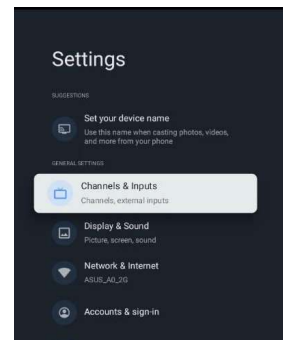 Settings
SUGGESTIONS
Set your device name
Use this name when casting photos, videos,
and more from your phone
GENERAL SETTINGS
Channels & Inputs
Channels, external inputs
Display & Sound
Picture, screen, sound
Network & Internet
ASUS_A0_2G
Accounts & sign-in